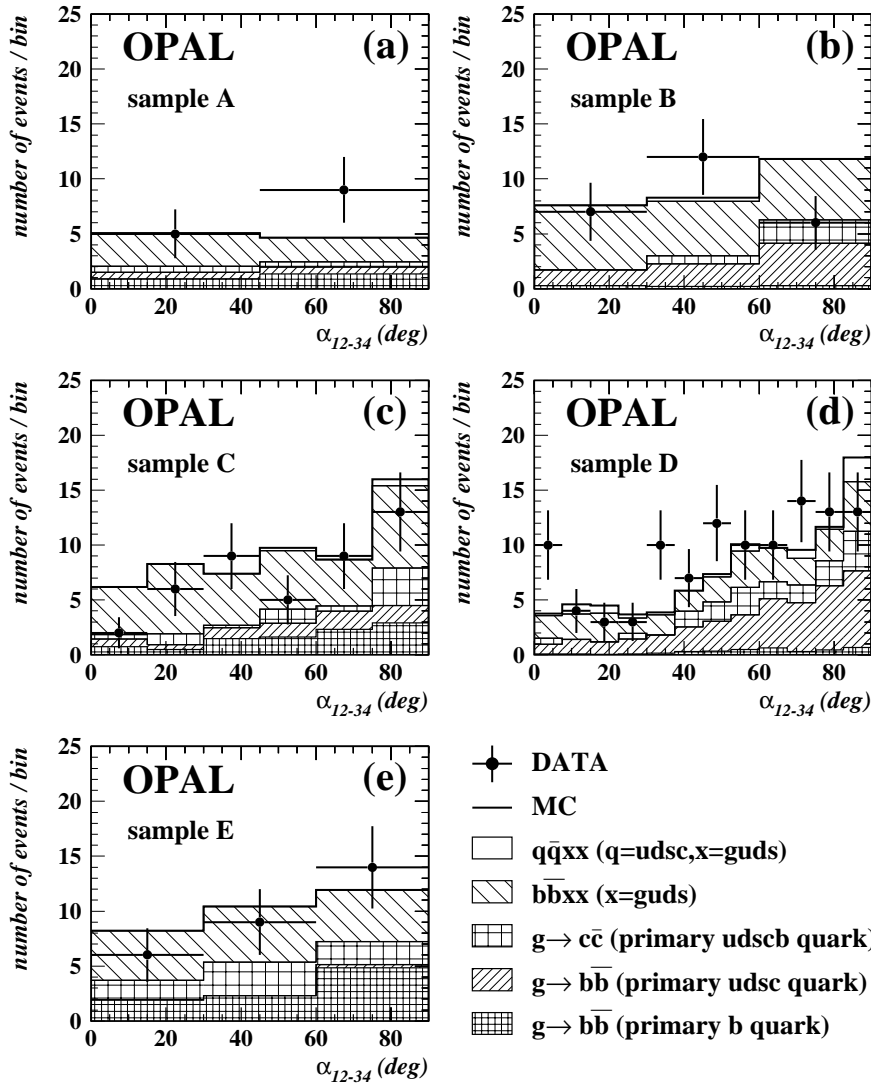 OPAL (a)
sample A
number of events / bin
25
20
15
10
5
0
0 20 40 60 80
α12-34 (deg)
OPAL (b)
sample B
number of events / bin
25
20
15
10
5
0
0 20 40 60 80
α12-34 (deg)
OPAL (c)
sample C
number of events / bin
25
20
15
10
5
0
0 20 40 60 80
α12-34 (deg)
OPAL (d)
sample D
number of events / bin
25
20
15
10
5
0
0 20 40 60 80
α12-34 (deg)
OPAL (e)
sample E
number of events / bin
25
20
15
10
5
0
0 20 40 60 80
α12-34 (deg)
DATA
MC
qq̄xx (q=udsc,x=guds)
bb̄xx (x=guds)
g→ cc̄ (primary udscb quark)
g→ bb̄ (primary udsc quark)
g→ bb̄ (primary b quark)